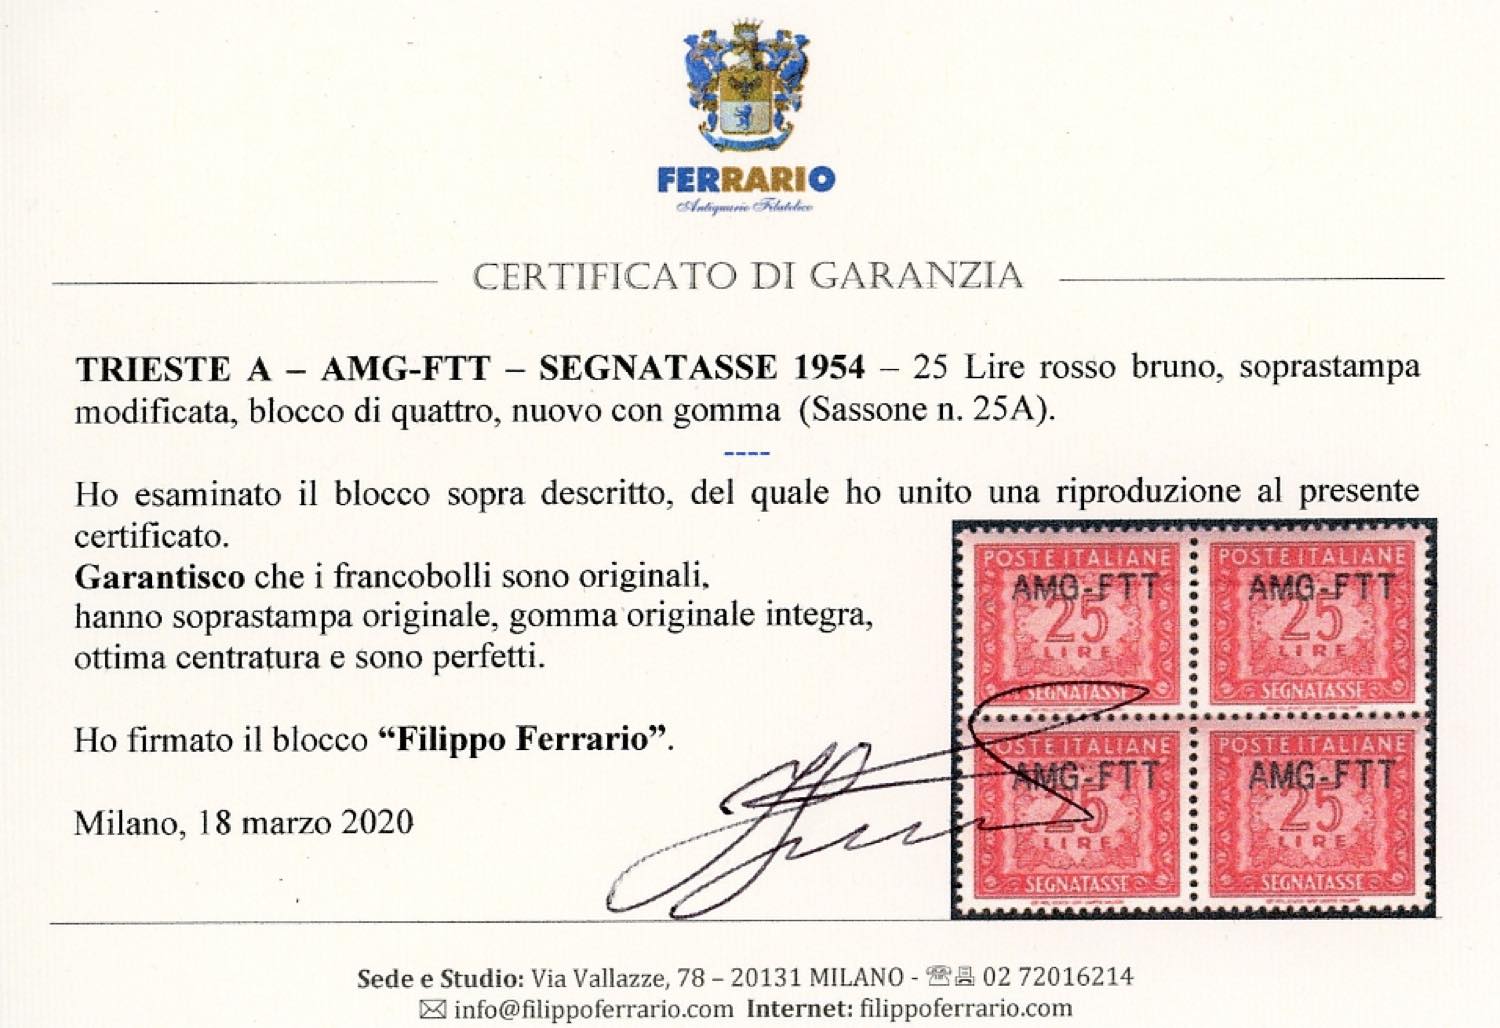 FERRARIO
Antiquario Filatelico
CERTIFICATO DI GARANZIA
TRIESTE A – AMG-FTT – SEGNATASSE 1954 – 25 Lire rosso bruno, soprastampa
modificata, blocco di quattro, nuovo con gomma (Sassone n. 25A).
----
Ho esaminato il blocco sopra descritto, del quale ho unito una riproduzione al presente
certificato.
Garantisco che i francobolli sono originali,
hanno soprastampa originale, gomma originale integra,
ottima centratura e sono perfetti.
Ho firmato il blocco “Filippo Ferrario”.
Milano, 18 marzo 2020
POSTE ITALIANE
AMG-FTT
25
LIRE
SEGNATASSE
POSTE ITALIANE
AMG-FTT
25
LIRE
SEGNATASSE
POSTE ITALIANE
AMG-FTT
25
LIRE
SEGNATASSE
POSTE ITALIANE
AMG-FTT
25
LIRE
SEGNATASSE
Sede e Studio: Via Vallazze, 78 – 20131 MILANO - 02 72016214
info@filippoferrario.com Internet: filippoferrario.com